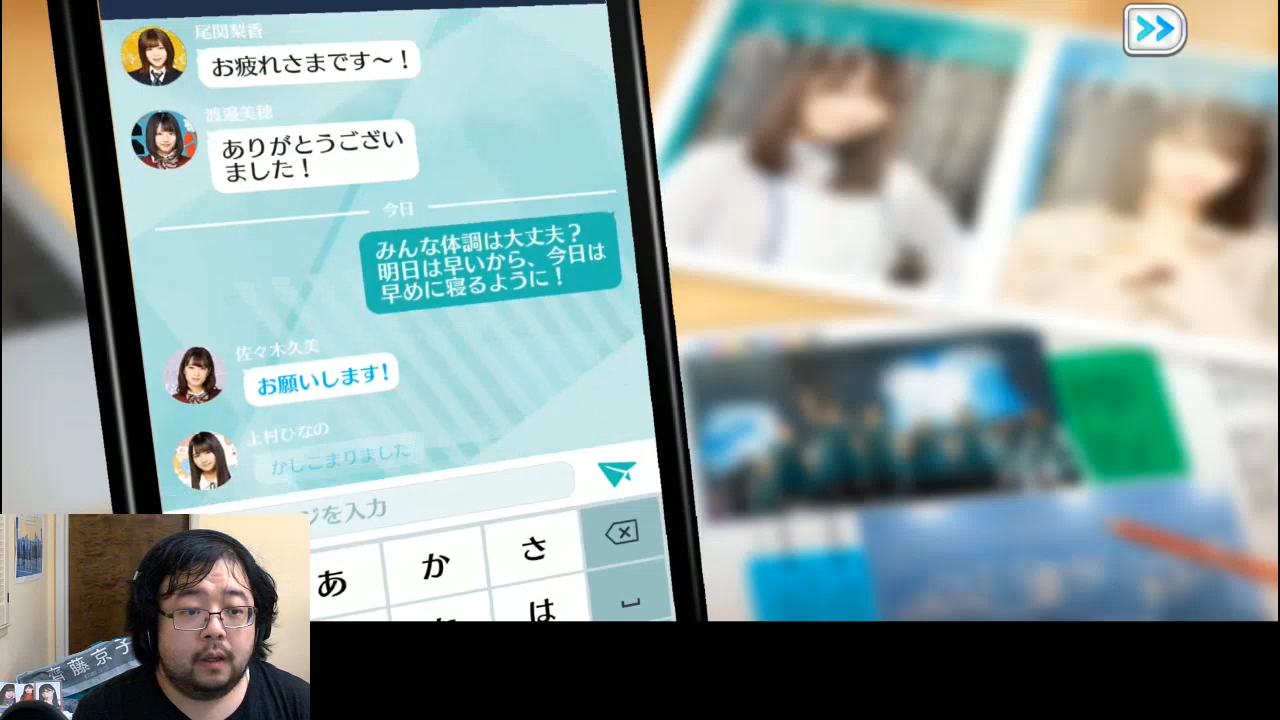 尾関梨香
お疲れさまです～！
渡邉美穂
ありがとうござい
ました！
今日
みんな体調は大丈夫？
明日は早いから、今日は
早めに寝るように！
佐々木久美
お願いします!
上村ひなの
かしこまりました
ジを入力
あ
か
さ
は
齊藤京子